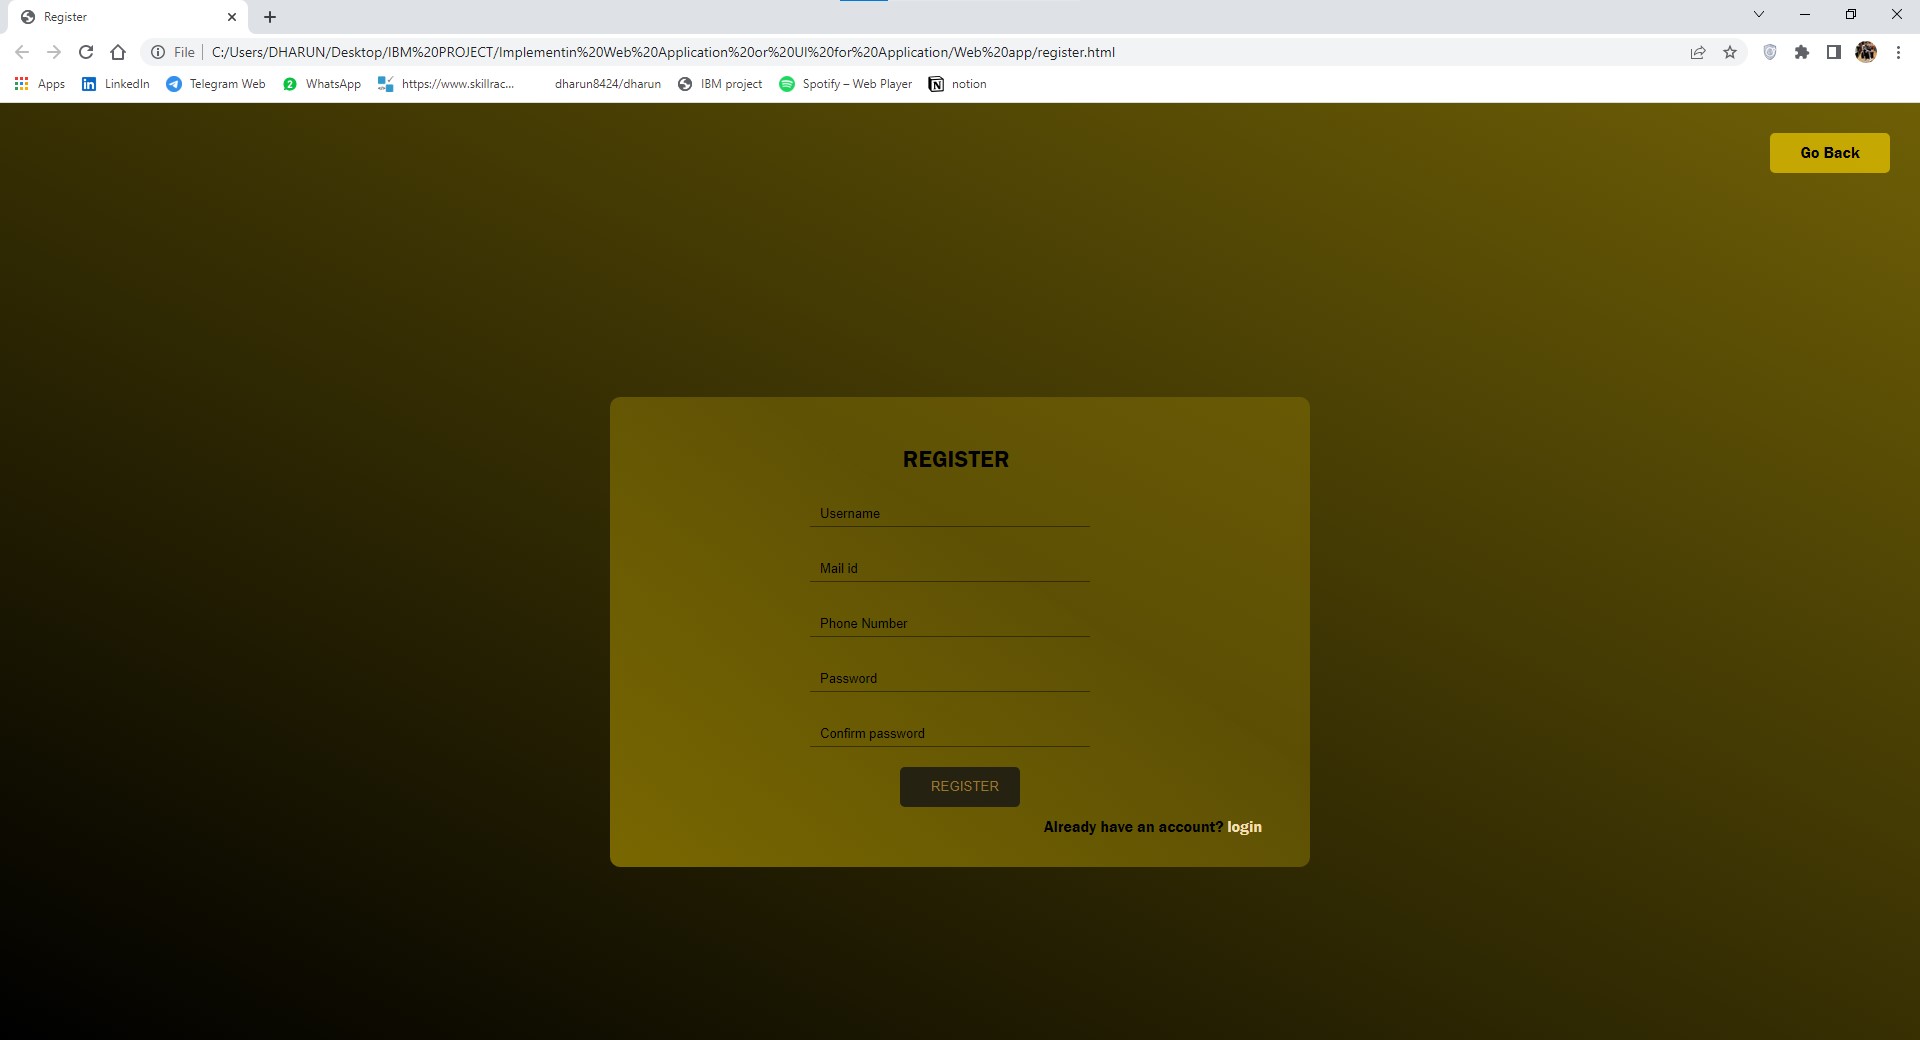 Register
File C:/Users/DHARUN/Desktop/IBM%20PROJECT/Implementin%20Web%20Application%20or%20UI%20for%20Application/Web%20app/register.html
Apps LinkedIn Telegram Web 2 WhatsApp https://www.skillrac... dharun8424/dharun IBM project Spotify – Web Player notion
Go Back
REGISTER
Username
Mail id
Phone Number
Password
Confirm password
REGISTER
Already have an account? login